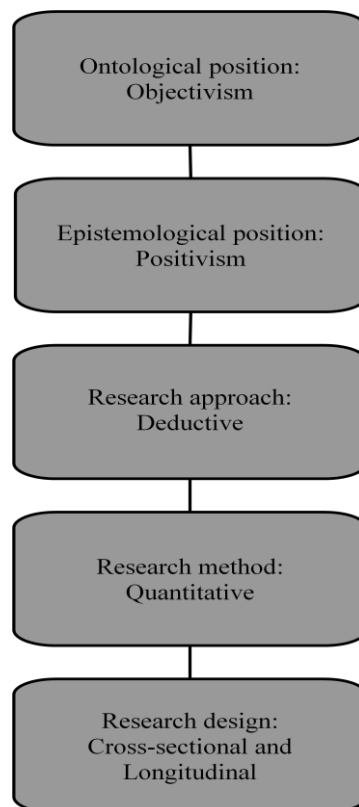 Ontological position:
Objectivism
Epistemological position:
Positivism
Research approach:
Deductive
Research method:
Quantitative
Research design:
Cross-sectional and
Longitudinal